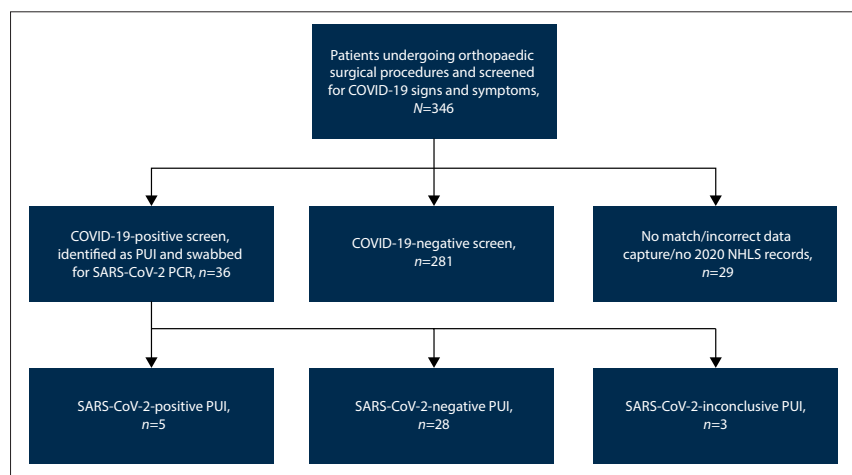 Patients undergoing orthopaedic
surgical procedures and screened
for COVID-19 signs and symptoms,
N=346
COVID-19-positive screen,
identified as PUI and swabbed
for SARS-CoV-2 PCR, n=36
COVID-19-negative screen,
n=281
No match/incorrect data
capture/no 2020 NHLS records,
n=29
SARS-CoV-2-positive PUI,
n=5
SARS-CoV-2-negative PUI,
n=28
SARS-CoV-2-inconclusive PUI,
n=3